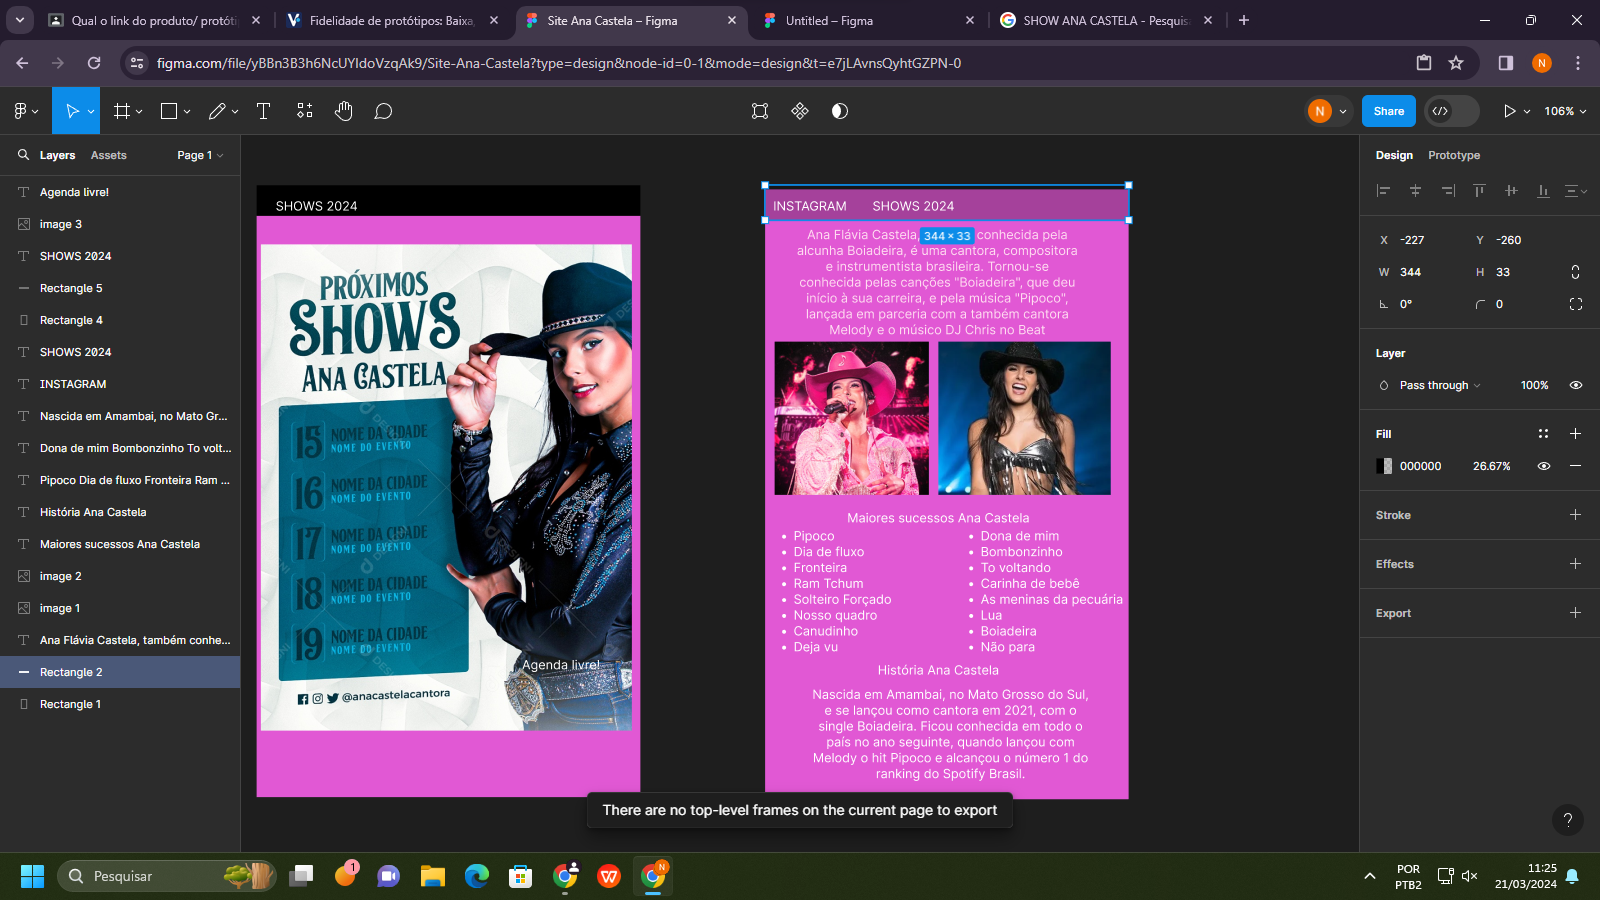 Qual o link do produto/ protóti
Fidelidade de protótipos: Baixa,
Site Ana Castela – Figma
Untitled – Figma
SHOW ANA CASTELA - Pesquis
figma.com/file/yBBn3B3h6NcUYIdoVzqAk9/Site-Ana-Castela?type=design&node-id=0-1&mode=design&t=e7jLAvnsQyhtGZPN-0
N
N
Share
106%
Layers
Assets
Page 1
Agenda livre!
image 3
SHOWS 2024
Rectangle 5
Rectangle 4
SHOWS 2024
INSTAGRAM
Nascida em Amambai, no Mato Gr...
Dona de mim Bombonzinho To volt...
Pipoco Dia de fluxo Fronteira Ram ...
História Ana Castela
Maiores sucessos Ana Castela
image 2
image 1
Ana Flávia Castela, também conhe...
Rectangle 2
Rectangle 1
SHOWS 2024
PRÓXIMOS
SHOWS
ANA CASTELA
15 NOME DA CIDADE
NOME DO EVENTO
16 NOME DA CIDADE
NOME DO EVENTO
17 NOME DA CIDADE
NOME DO EVENTO
18 NOME DA CIDADE
NOME DO EVENTO
19 NOME DA CIDADE
NOME DO EVENTO
Agenda livre!
@anacastelacantora
INSTAGRAM SHOWS 2024
Ana Flávia Castela, conhecida pela
344 × 33
alcunha Boiadeira, é uma cantora, compositora
e instrumentista brasileira. Tornou-se
conhecida pelas canções "Boiadeira", que deu
início à sua carreira, e pela música "Pipoco",
lançada em parceria com a também cantora
Melody e o músico DJ Chris no Beat
Maiores sucessos Ana Castela
• Pipoco
• Dia de fluxo
• Fronteira
• Ram Tchum
• Solteiro Forçado
• Nosso quadro
• Canudinho
• Deja vu
• Dona de mim
• Bombonzinho
• To voltando
• Carinha de bebê
• As meninas da pecuária
• Lua
• Boiadeira
• Não para
História Ana Castela
Nascida em Amambai, no Mato Grosso do Sul,
e se lançou como cantora em 2021, com o
single Boiadeira. Ficou conhecida em todo o
país no ano seguinte, quando lançou com
Melody o hit Pipoco e alcançou o número 1 do
ranking do Spotify Brasil.
There are no top-level frames on the current page to export
Design
Prototype
X -227
Y -260
W 344
H 33
0°
0
Layer
Pass through
100%
Fill
000000
26.67%
Stroke
Effects
Export
?
Pesquisar
1
N
POR
PTB2
11:25
21/03/2024